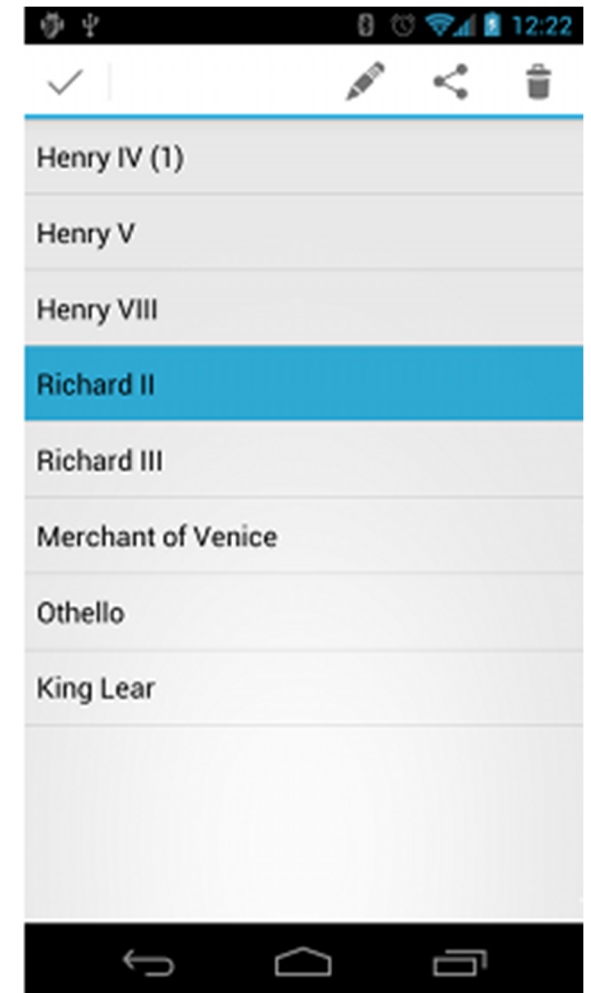 12:22
Henry IV (1)
Henry V
Henry VIII
Richard II
Richard III
Merchant of Venice
Othello
King Lear